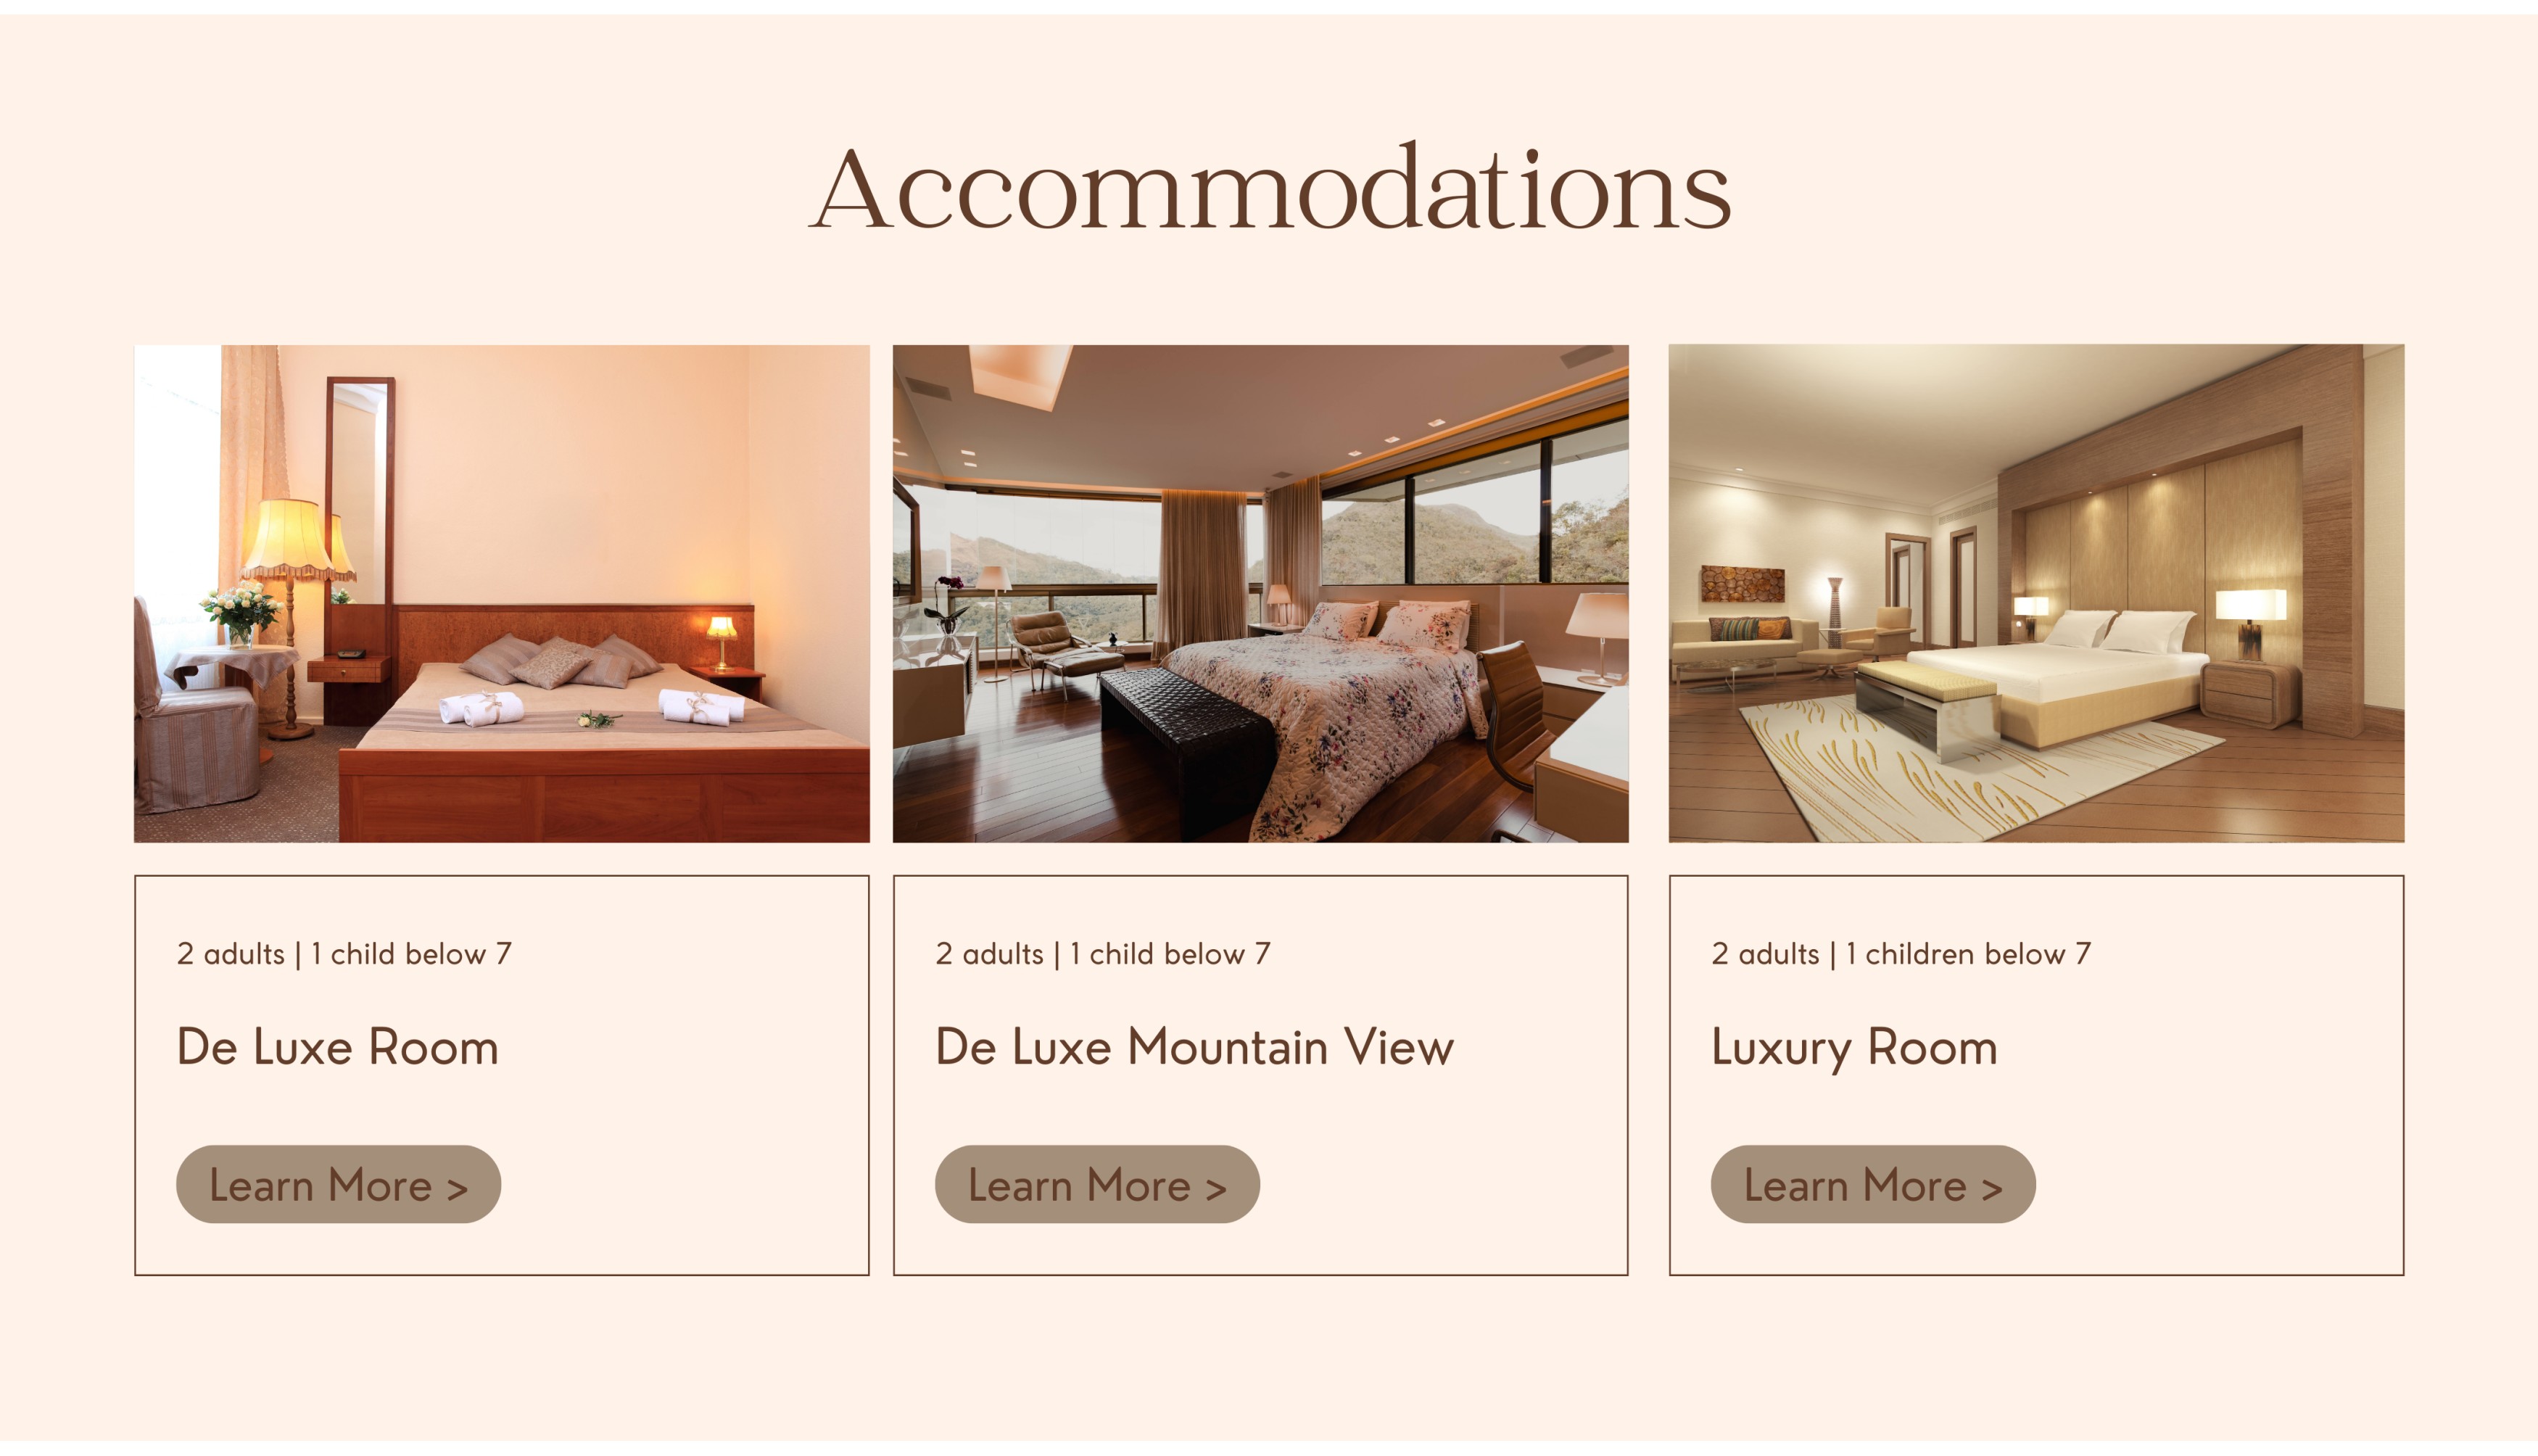 Accommodations
2 adults | 1 child below 7
De Luxe Room
Learn More >
2 adults | 1 child below 7
De Luxe Mountain View
Learn More >
2 adults | 1 children below 7
Luxury Room
Learn More >